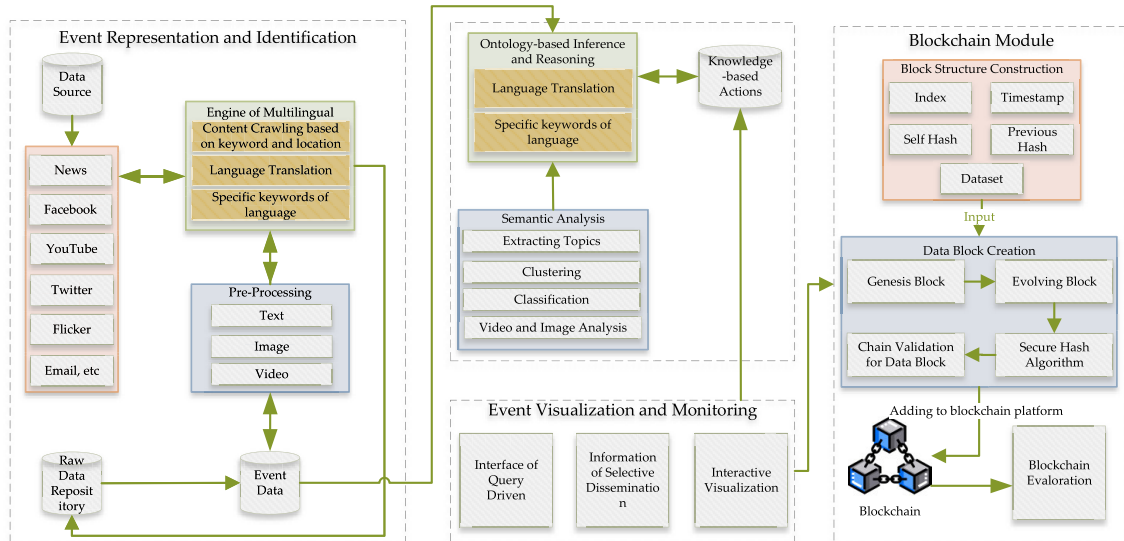 Event Representation and Identification
Data
Source
News
Facebook
YouTube
Twitter
Flicker
Email, etc
Engine of Multilingual
Content Crawling based
on keyword and location
Language Translation
Specific keywords of
language
Pre-Processing
Text
Image
Video
Raw
Data
Reposit
itory
Event
Data
Ontology-based Inference
and Reasoning
Language Translation
Specific keywords of
language
Knowledge
-based
Actions
Semantic Analysis
Extracting Topics
Clustering
Classification
Video and Image Analysis
Event Visualization and Monitoring
Interface of
Query
Driven
Information
of Selective
Disseminatio
n
Interactive
Visualization
Blockchain Module
Block Structure Construction
Index
Timestamp
Self Hash
Previous
Hash
Dataset
Input
Data Block Creation
Genesis Block
Evolving Block
Chain Validation
for Data Block
Secure Hash
Algorithm
Adding to blockchain platform
Blockchain
Blockchain
Evaloration